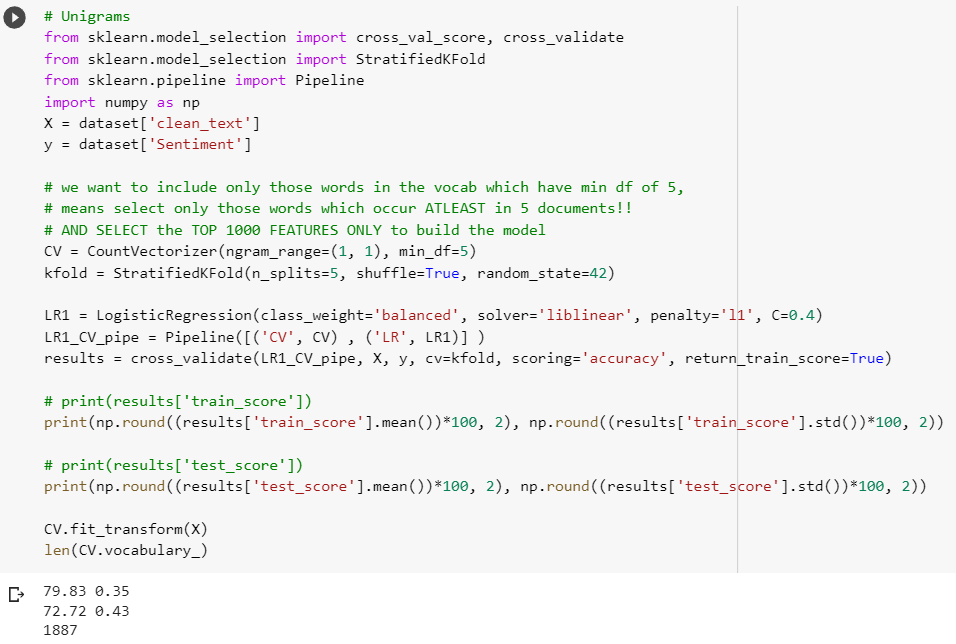 # Unigrams
from sklearn.model_selection import cross_val_score, cross_validate
from sklearn.model_selection import StratifiedKFold
from sklearn.pipeline import Pipeline
import numpy as np
X = dataset['clean_text']
y = dataset['Sentiment']
# we want to include only those words in the vocab which have min df of 5,
# means select only those words which occur ATLEAST in 5 documents!!
# AND SELECT the TOP 1000 FEATURES ONLY to build the model
CV = CountVectorizer(ngram_range=(1, 1), min_df=5)
kfold = StratifiedKFold(n_splits=5, shuffle=True, random_state=42)
LR1 = LogisticRegression(class_weight='balanced', solver='liblinear', penalty='l1', C=0.4)
LR1_CV_pipe = Pipeline([('CV', CV) , ('LR', LR1)] )
results = cross_validate(LR1_CV_pipe, X, y, cv=kfold, scoring='accuracy', return_train_score=True)
# print(results['train_score'])
print(np.round((results['train_score'].mean())*100, 2), np.round((results['train_score'].std())*100, 2))
# print(results['test_score'])
print(np.round((results['test_score'].mean())*100, 2), np.round((results['test_score'].std())*100, 2))
CV.fit_transform(X)
len(CV.vocabulary_)
79.83 0.35
72.72 0.43
1887